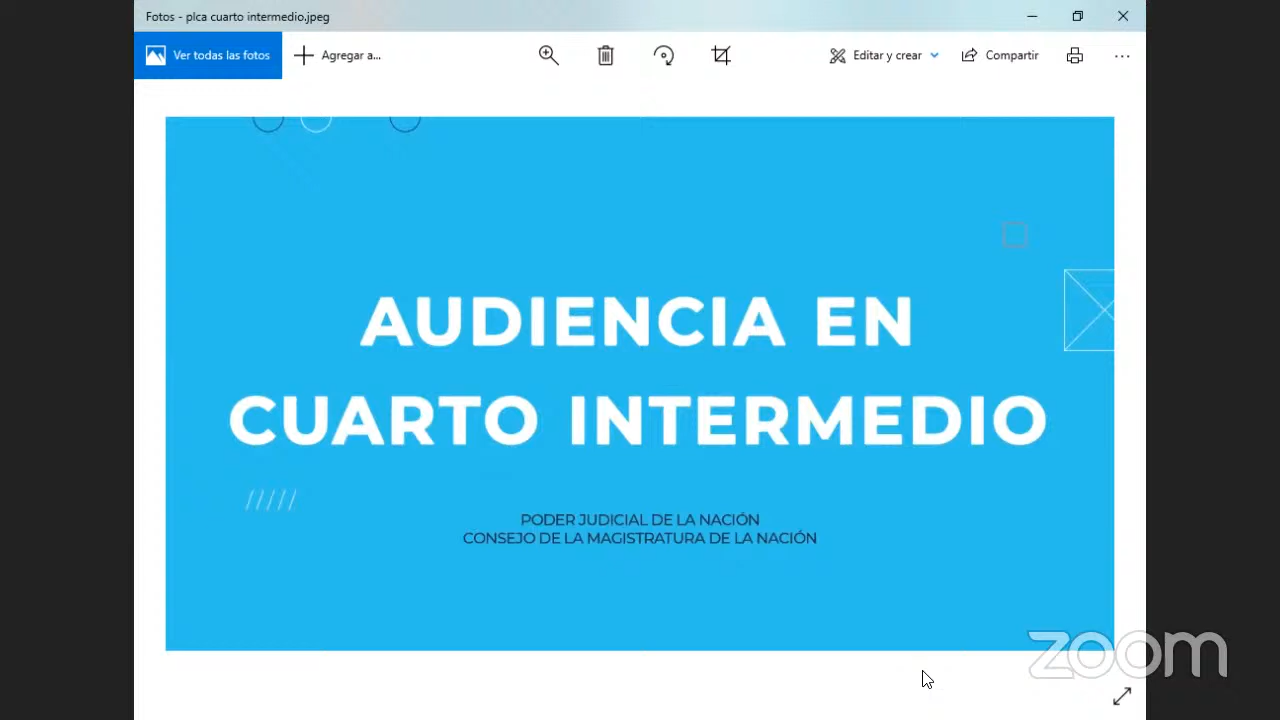 Fotos - plca cuarto intermedio.jpeg
Ver todas las fotos
Agregar a...
Editar y crear
Compartir
AUDIENCIA EN
CUARTO INTERMEDIO
/////
PODER JUDICIAL DE LA NACIÓN
CONSEJO DE LA MAGISTRATURA DE LA NACIÓN
zoom